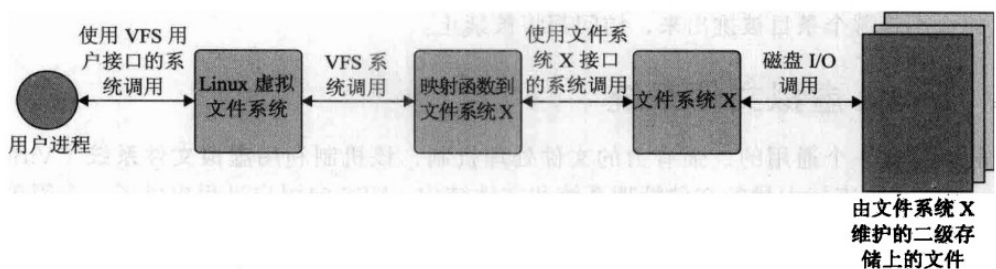 使用 VFS 用
户接口的系
统调用
用户进程
Linux 虚拟
文件系统
VFS 系
统调用
映射函数到
文件系统 X
使用文件系
统 X 接口
的系统调用
文件系统 X
磁盘 I/O
调用
由文件系统 X
维护的二级存
储上的文件